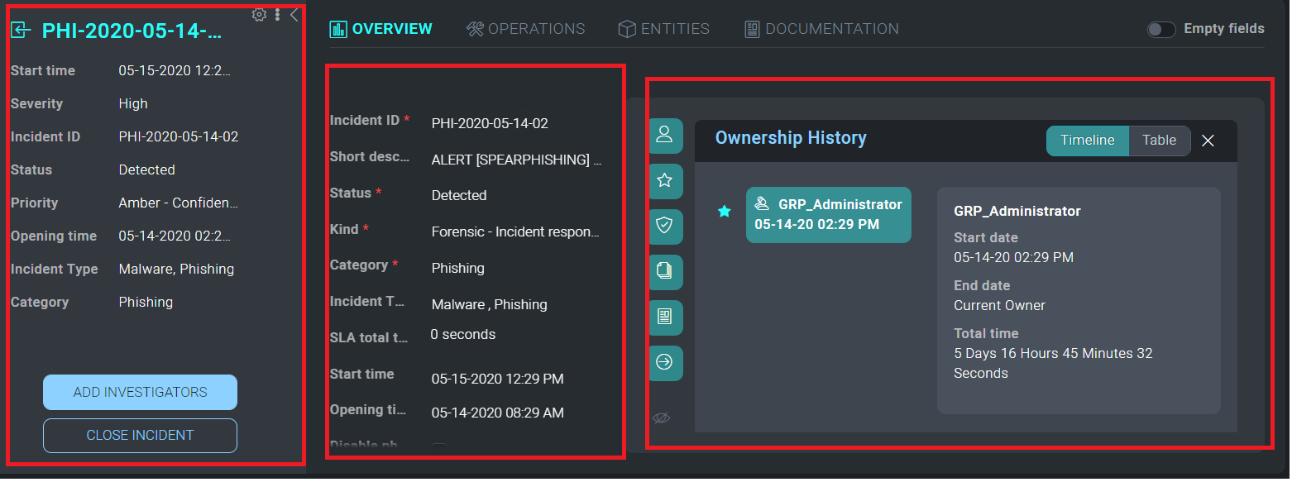 PHI-2020-05-14-...
Start time 05-15-2020 12:2...
Severity High
Incident ID PHI-2020-05-14-02
Status Detected
Priority Amber - Confiden...
Opening time 05-14-2020 02:2...
Incident Type Malware, Phishing
Category Phishing
ADD INVESTIGATORS
CLOSE INCIDENT
OVERVIEW OPERATIONS ENTITIES DOCUMENTATION Empty fields
Incident ID * PHI-2020-05-14-02
Short desc... ALERT [SPEARPHISHING] ...
Status * Detected
Kind * Forensic - Incident respon...
Category * Phishing
Incident T... Malware , Phishing
SLA total t... 0 seconds
Start time 05-15-2020 12:29 PM
Opening ti... 05-14-2020 08:29 AM
Ownership History Timeline Table
GRP_Administrator
05-14-20 02:29 PM
GRP_Administrator
Start date
05-14-20 02:29 PM
End date
Current Owner
Total time
5 Days 16 Hours 45 Minutes 32
Seconds